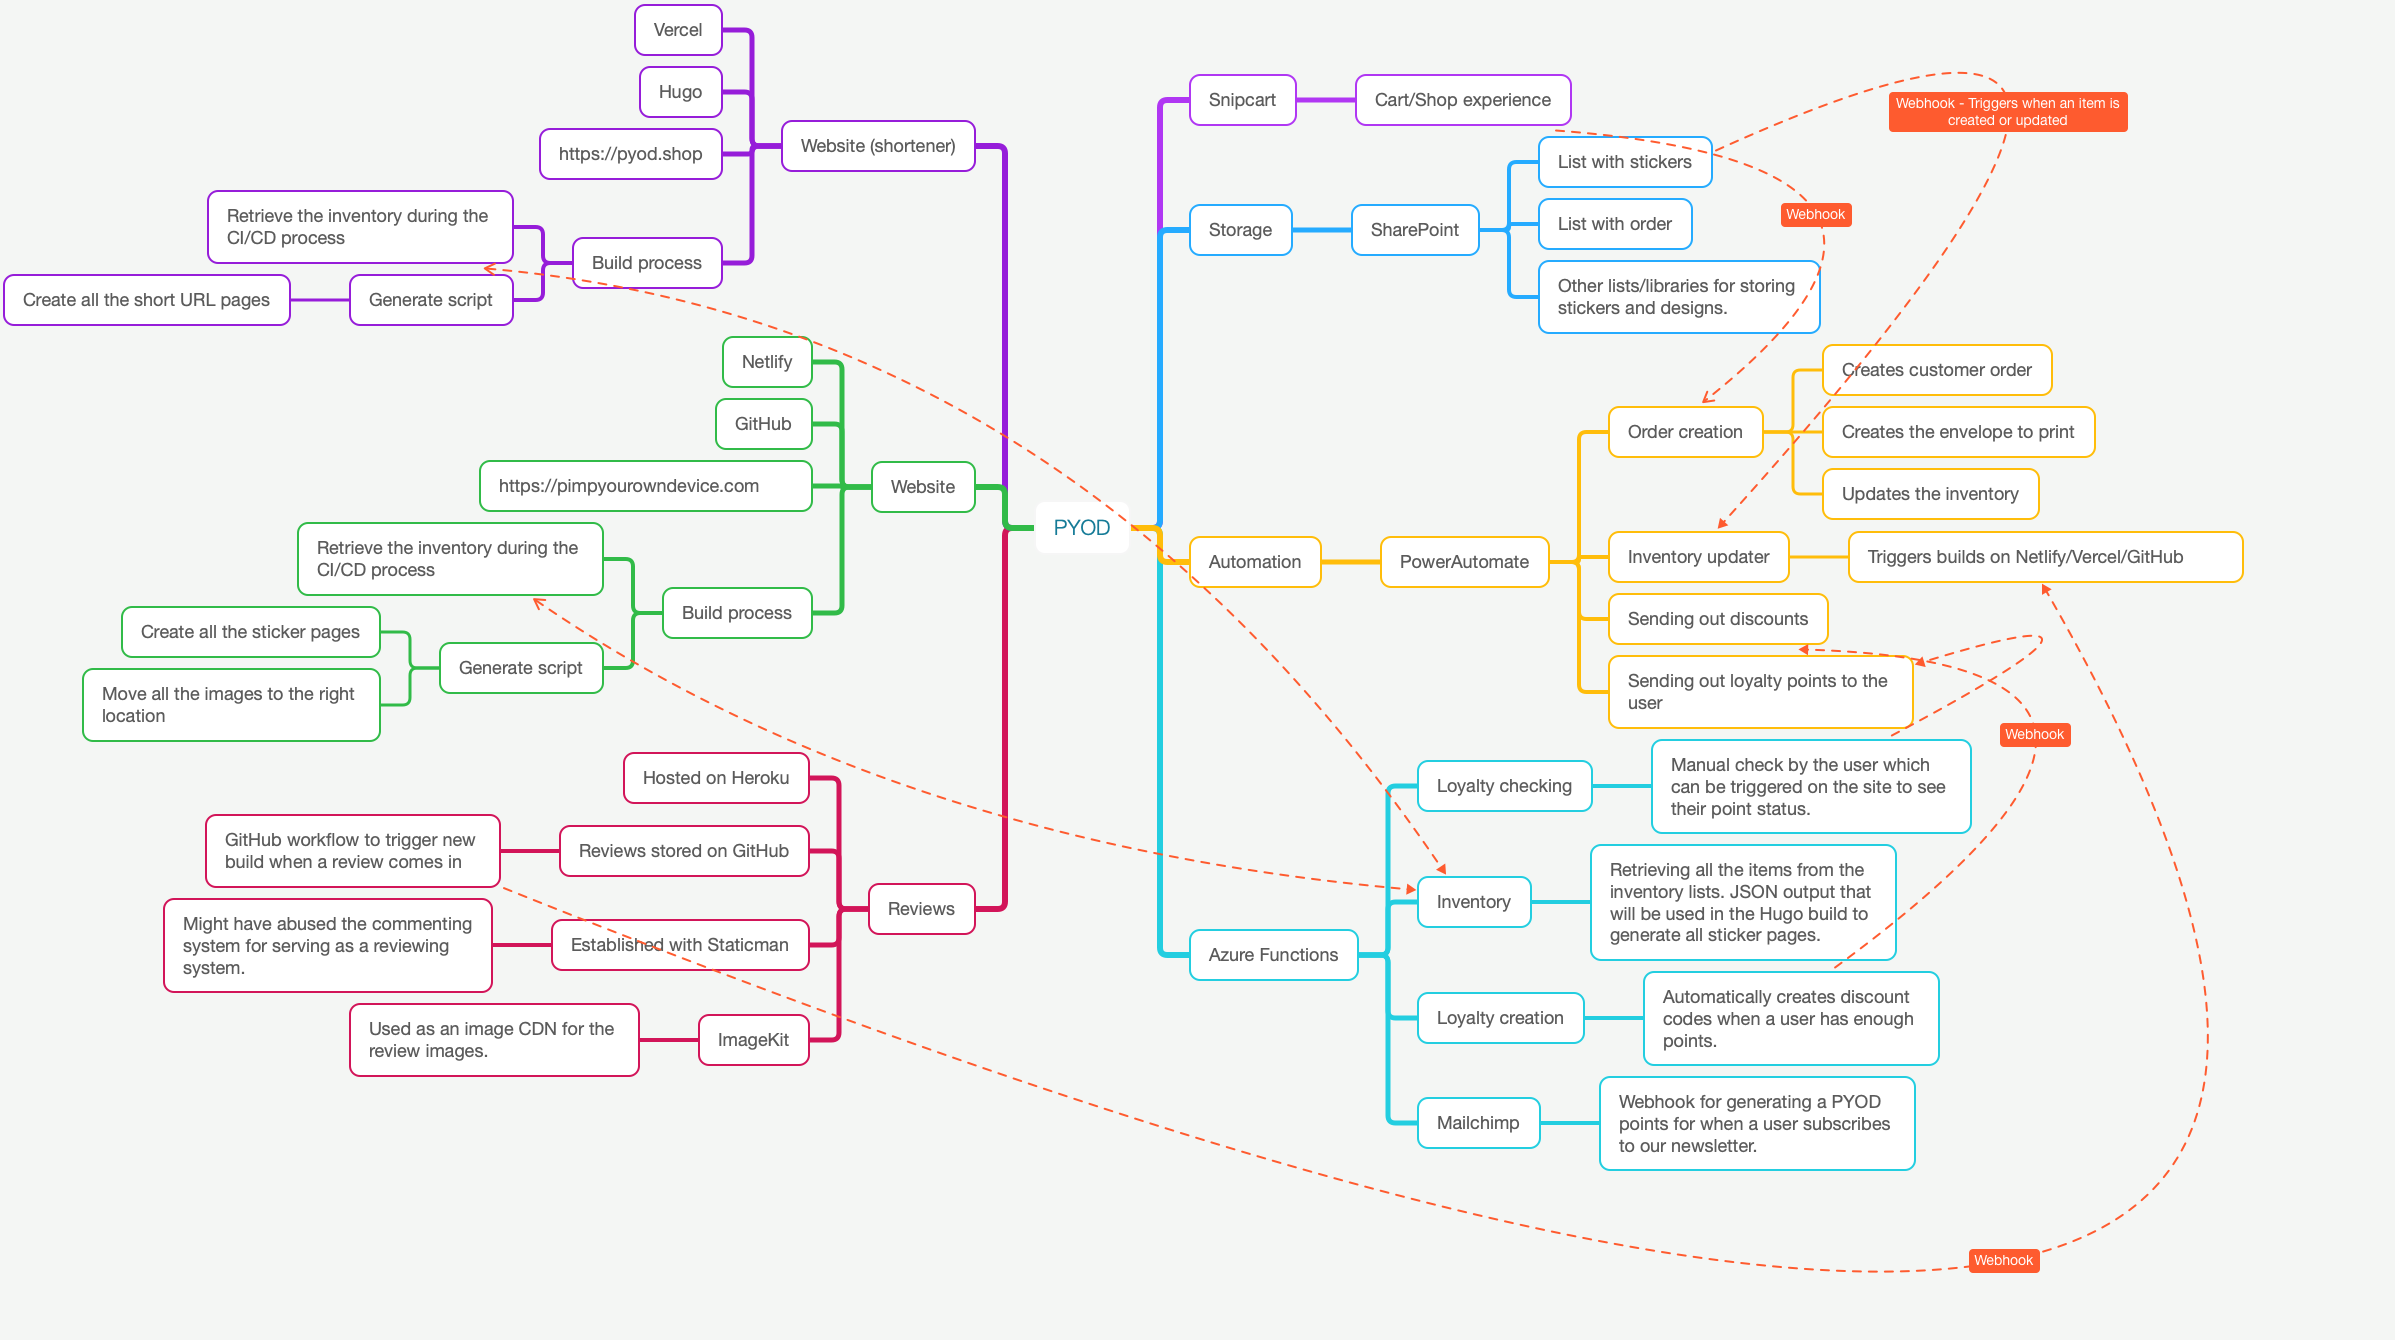 Vercel
Hugo
https://pyod.shop
Website (shortener)
Retrieve the inventory during the
CI/CD process
Build process
Create all the short URL pages
Generate script
Netlify
GitHub
https://pimpyourowndevice.com
Website
Retrieve the inventory during the
CI/CD process
Build process
Create all the sticker pages
Generate script
Move all the images to the right
location
Hosted on Heroku
GitHub workflow to trigger new
build when a review comes in
Reviews stored on GitHub
Reviews
Might have abused the commenting
system for serving as a reviewing
system.
Established with Staticman
Used as an image CDN for the
review images.
ImageKit
PYOD
Snipcart
Cart/Shop experience
Webhook - Triggers when an item is
created or updated
Webhook
Storage
SharePoint
List with stickers
List with order
Other lists/libraries for storing
stickers and designs.
Automation
PowerAutomate
Order creation
Creates customer order
Creates the envelope to print
Updates the inventory
Inventory updater
Triggers builds on Netlify/Vercel/GitHub
Sending out discounts
Sending out loyalty points to the
user
Webhook
Azure Functions
Loyalty checking
Manual check by the user which
can be triggered on the site to see
their point status.
Inventory
Retrieving all the items from the
inventory lists. JSON output that
will be used in the Hugo build to
generate all sticker pages.
Loyalty creation
Automatically creates discount
codes when a user has enough
points.
Mailchimp
Webhook for generating a PYOD
points for when a user subscribes
to our newsletter.
Webhook